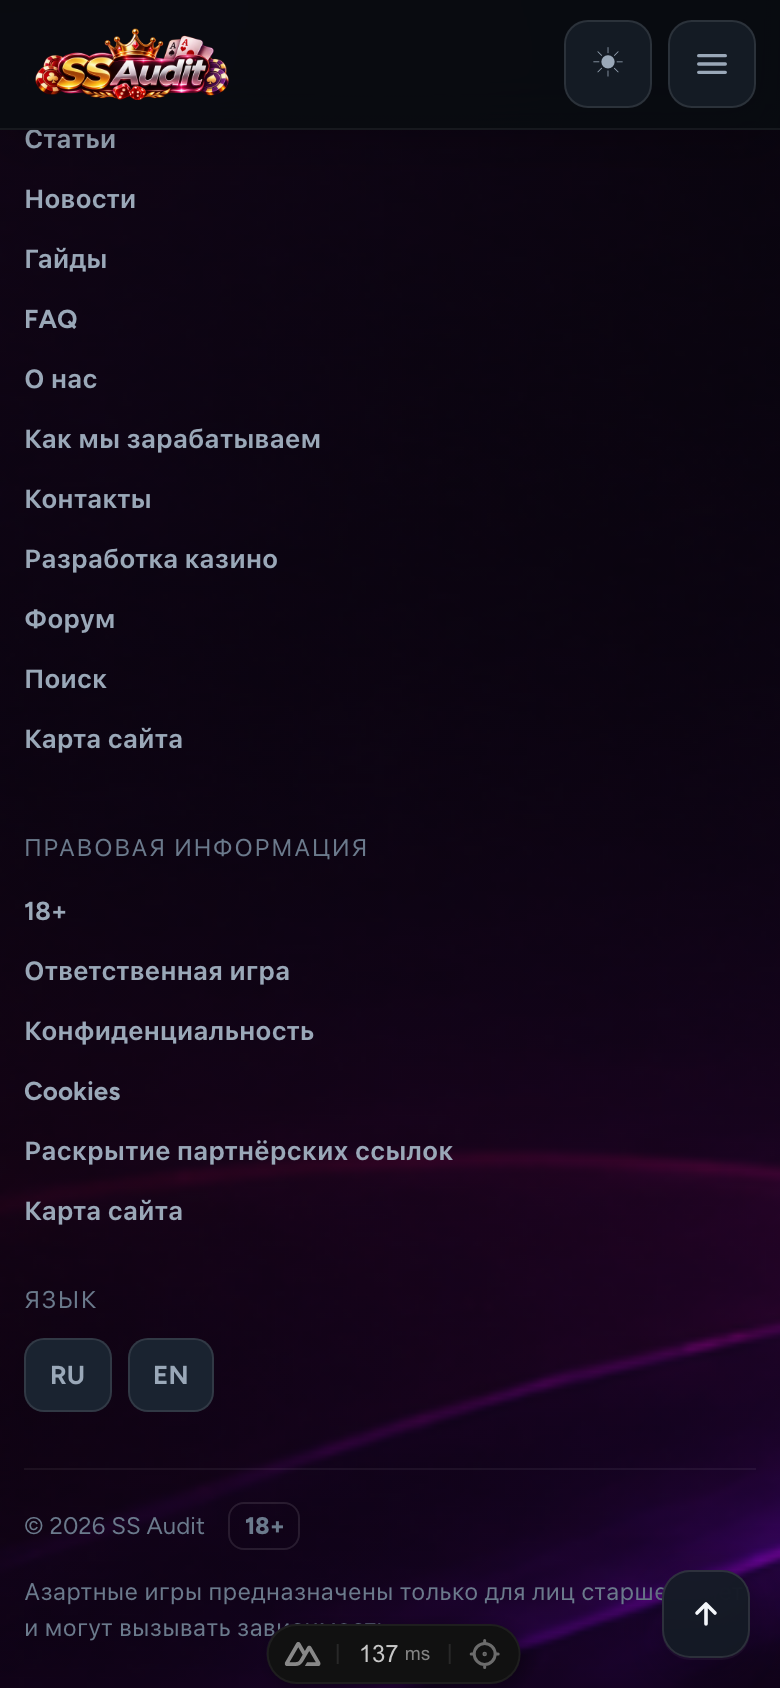 SSAudit
Статьи
Новости
Гайды
FAQ
О нас
Как мы зарабатываем
Контакты
Разработка казино
Форум
Поиск
Карта сайта
ПРАВОВАЯ ИНФОРМАЦИЯ
18+
Ответственная игра
Конфиденциальность
Cookies
Раскрытие партнёрских ссылок
Карта сайта
ЯЗЫК
RU EN
© 2026 SS Audit 18+
Азартные игры предназначены только для лиц старше
и могут вызывать
137 ms